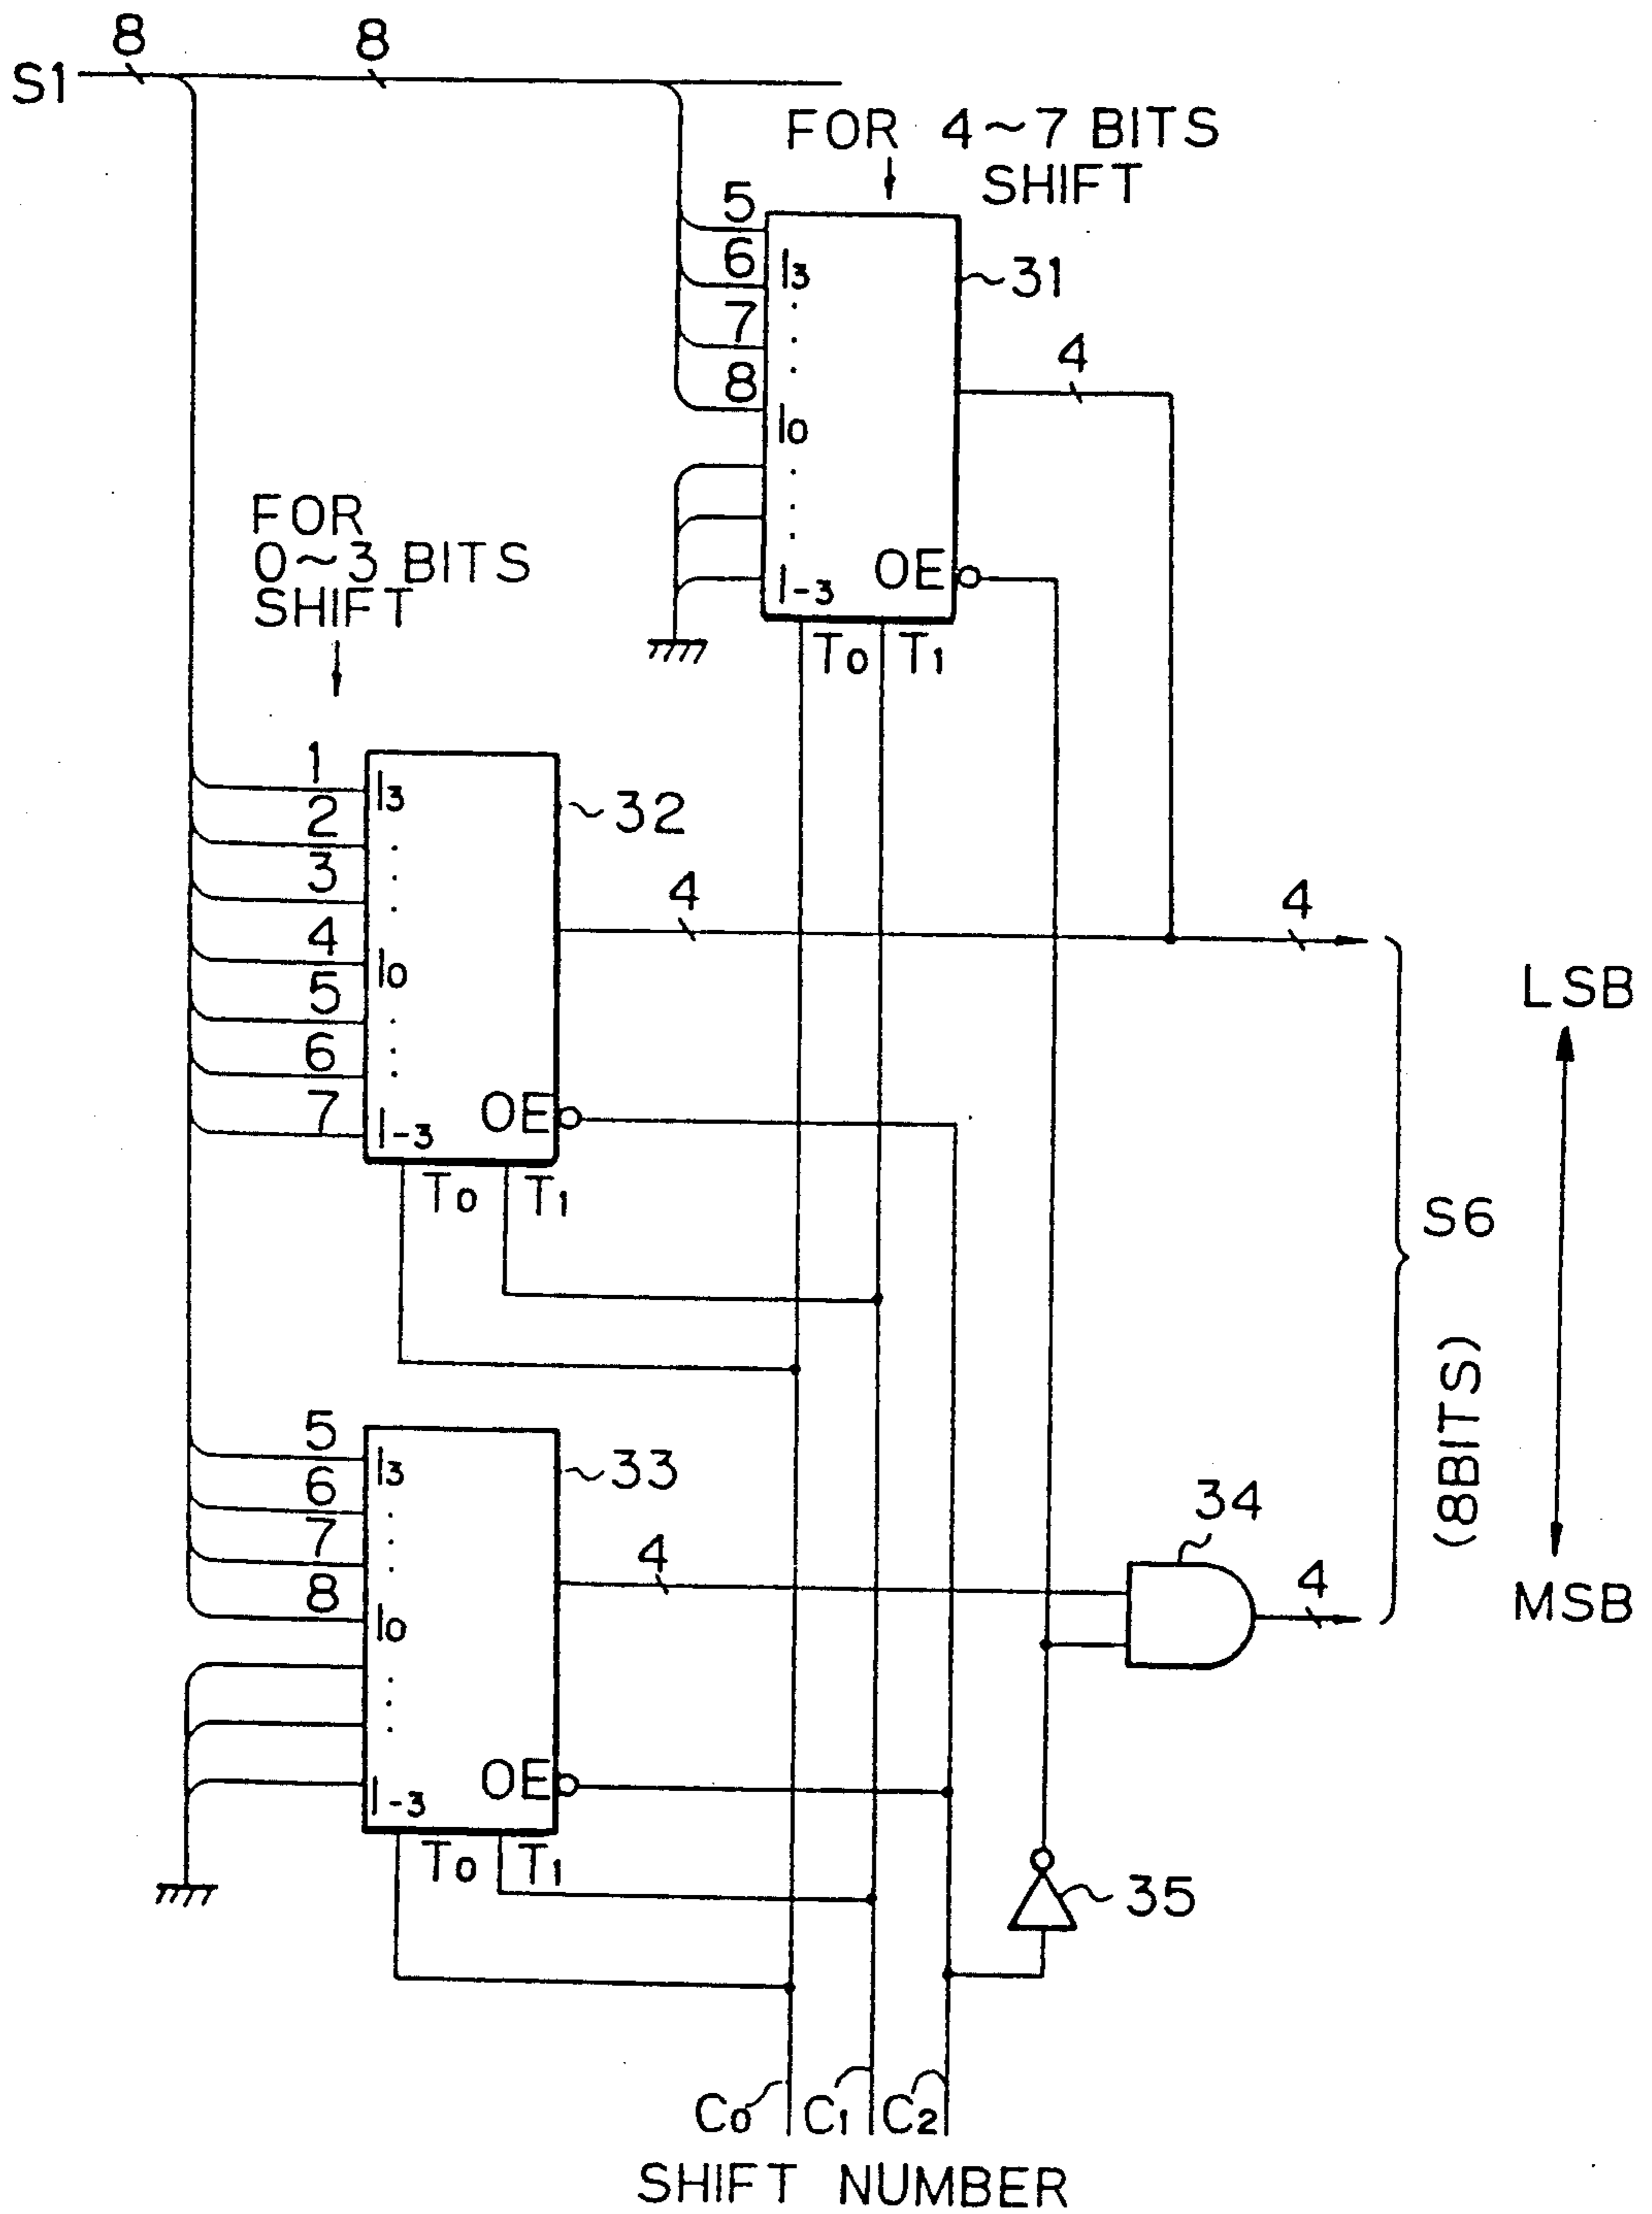 8
8
S1
FOR 4~7 BITS
SHIFT
5
6
7
8
I3
I0
I-3
OE
31
4
T0 T1
FOR
0~3 BITS
SHIFT
1
2
3
4
5
6
7
I3
I0
I-3
OE
32
4
4
T0 T1
LSB
S6
(8BITS)
MSB
5
6
7
8
I3
I0
I-3
OE
33
4
34
4
T0 T1
35
C0 C1 C2
SHIFT NUMBER